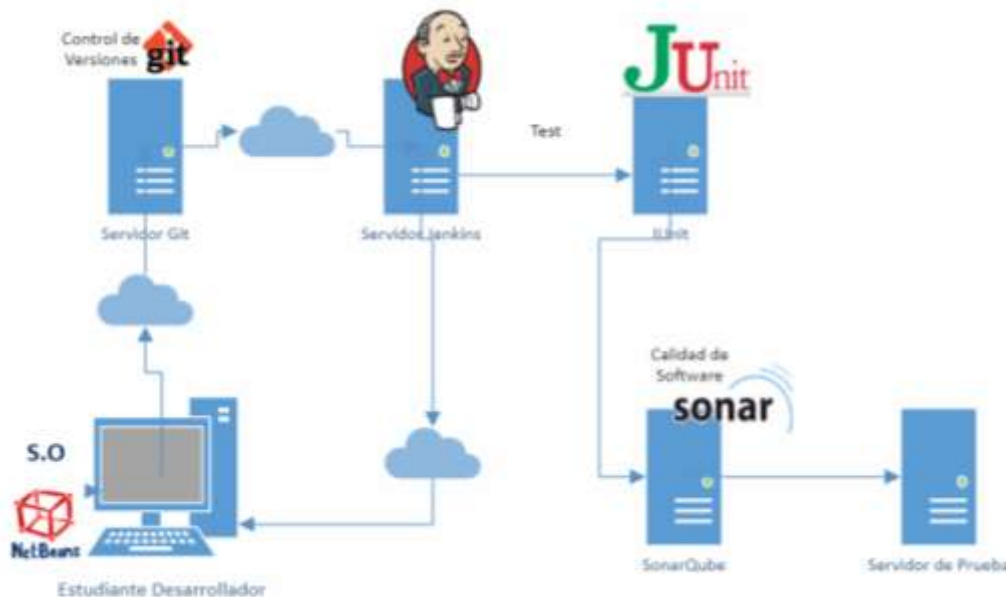 Control de
Versiones
git
JUnit
Test
Servidor Git
Servidor Jenkins
JUnit
Calidad de
Software
sonar
S.O
NetBeans
SonarQube
Servidor de Prueba
Estudiante Desarrollador